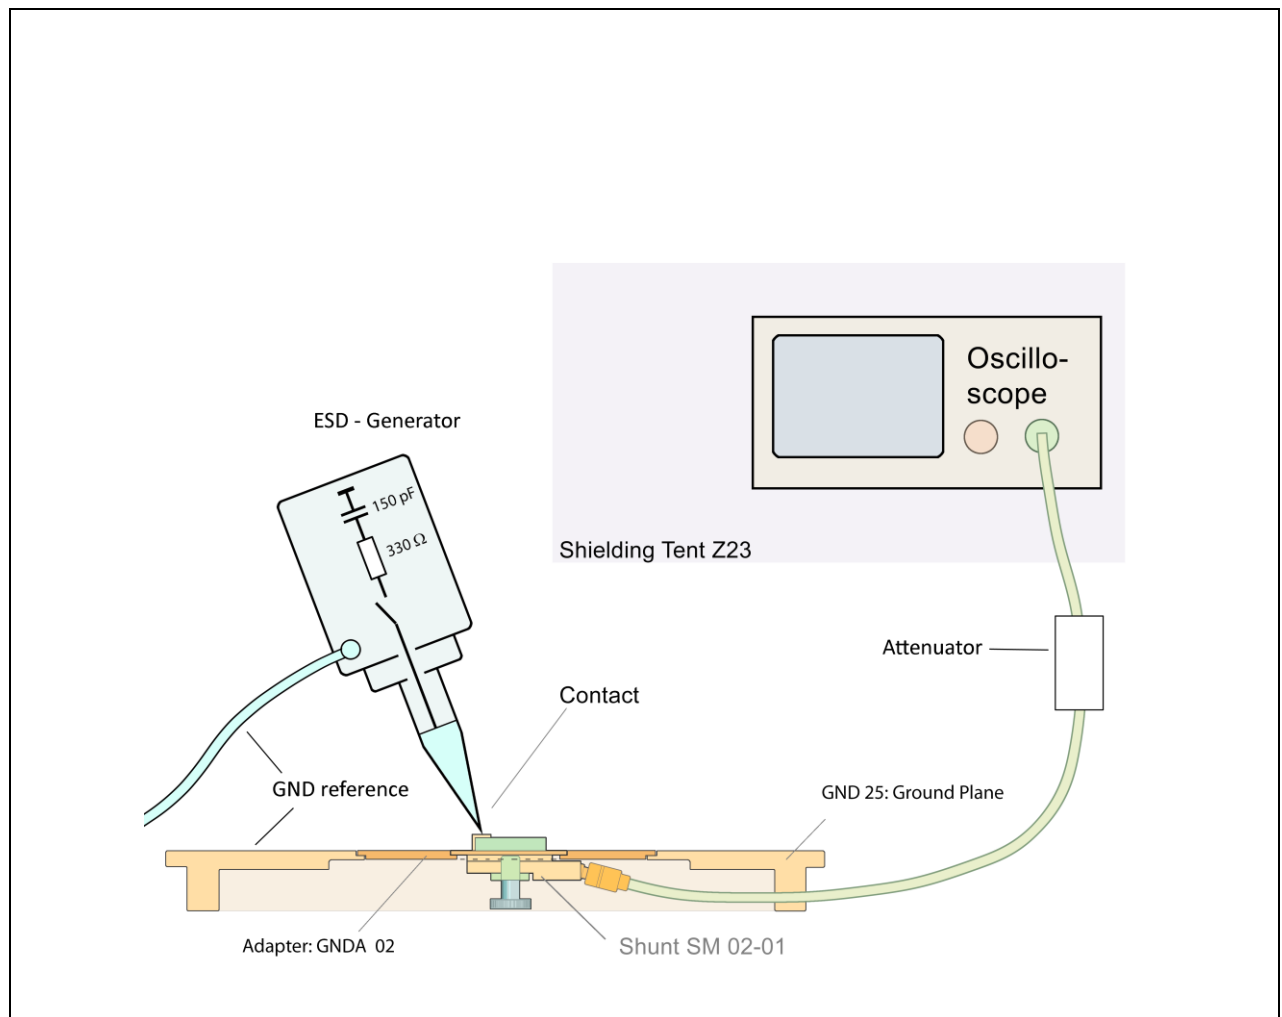 Oscillo-
scope
ESD - Generator
150 pF
330 Ω
Shielding Tent Z23
Attenuator
Contact
GND reference
GND 25: Ground Plane
Adapter: GNDA 02
Shunt SM 02-01